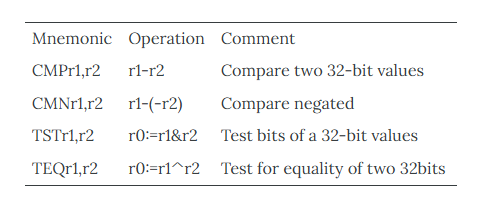 Mnemonic Operation Comment
CMPr1,r2 r1-r2 Compare two 32-bit values
CMNr1,r2 r1-(-r2) Compare negated
TSTr1,r2 r0:=r1&r2 Test bits of a 32-bit values
TEQr1,r2 r0:=r1^r2 Test for equality of two 32bits